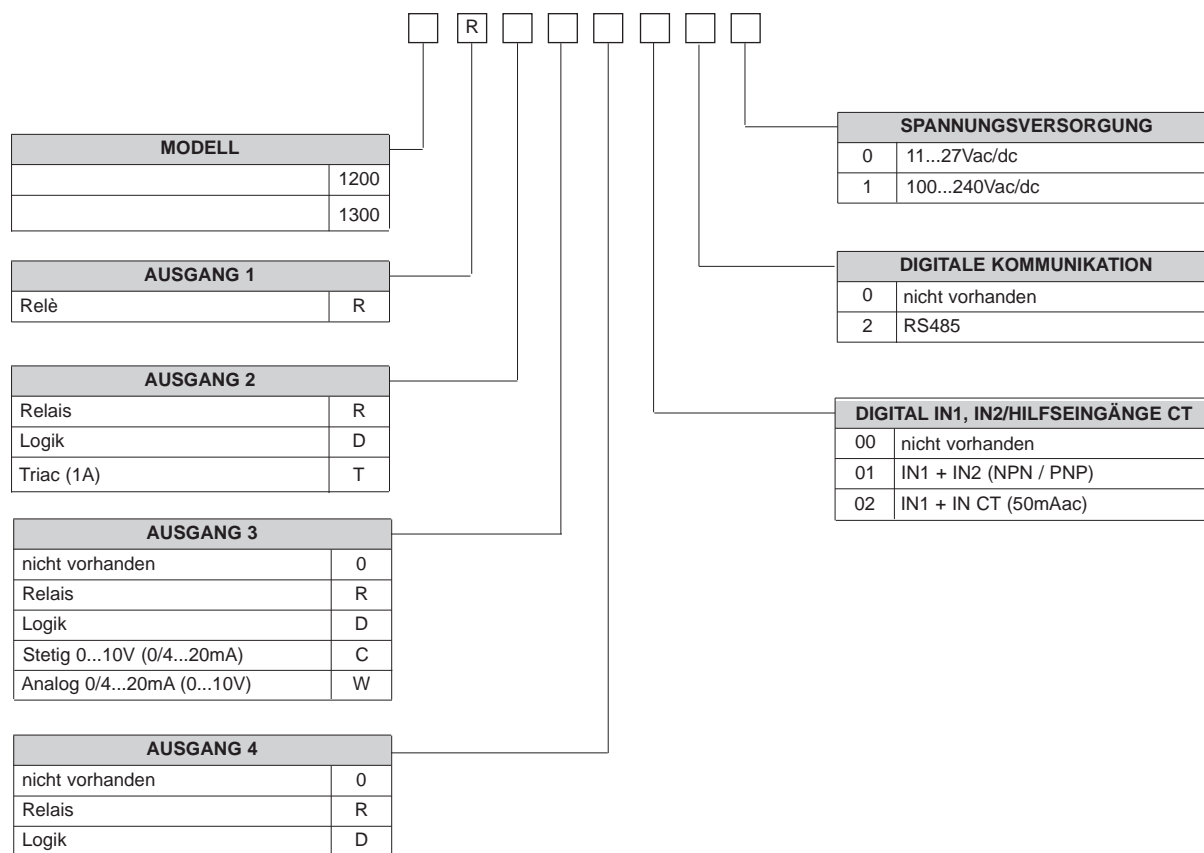 R
MODELL
1200
1300
AUSGANG 1
Relè R
AUSGANG 2
Relais R
Logik D
Triac (1A) T
AUSGANG 3
nicht vorhanden 0
Relais R
Logik D
Stetig 0...10V (0/4...20mA) C
Analog 0/4...20mA (0...10V) W
AUSGANG 4
nicht vorhanden 0
Relais R
Logik D
SPANNUNGSVERSORGUNG
0 11...27Vac/dc
1 100...240Vac/dc
DIGITALE KOMMUNIKATION
0 nicht vorhanden
2 RS485
DIGITAL IN1, IN2/HILFSEINGÄNGE CT
00 nicht vorhanden
01 IN1 + IN2 (NPN / PNP)
02 IN1 + IN CT (50mAac)